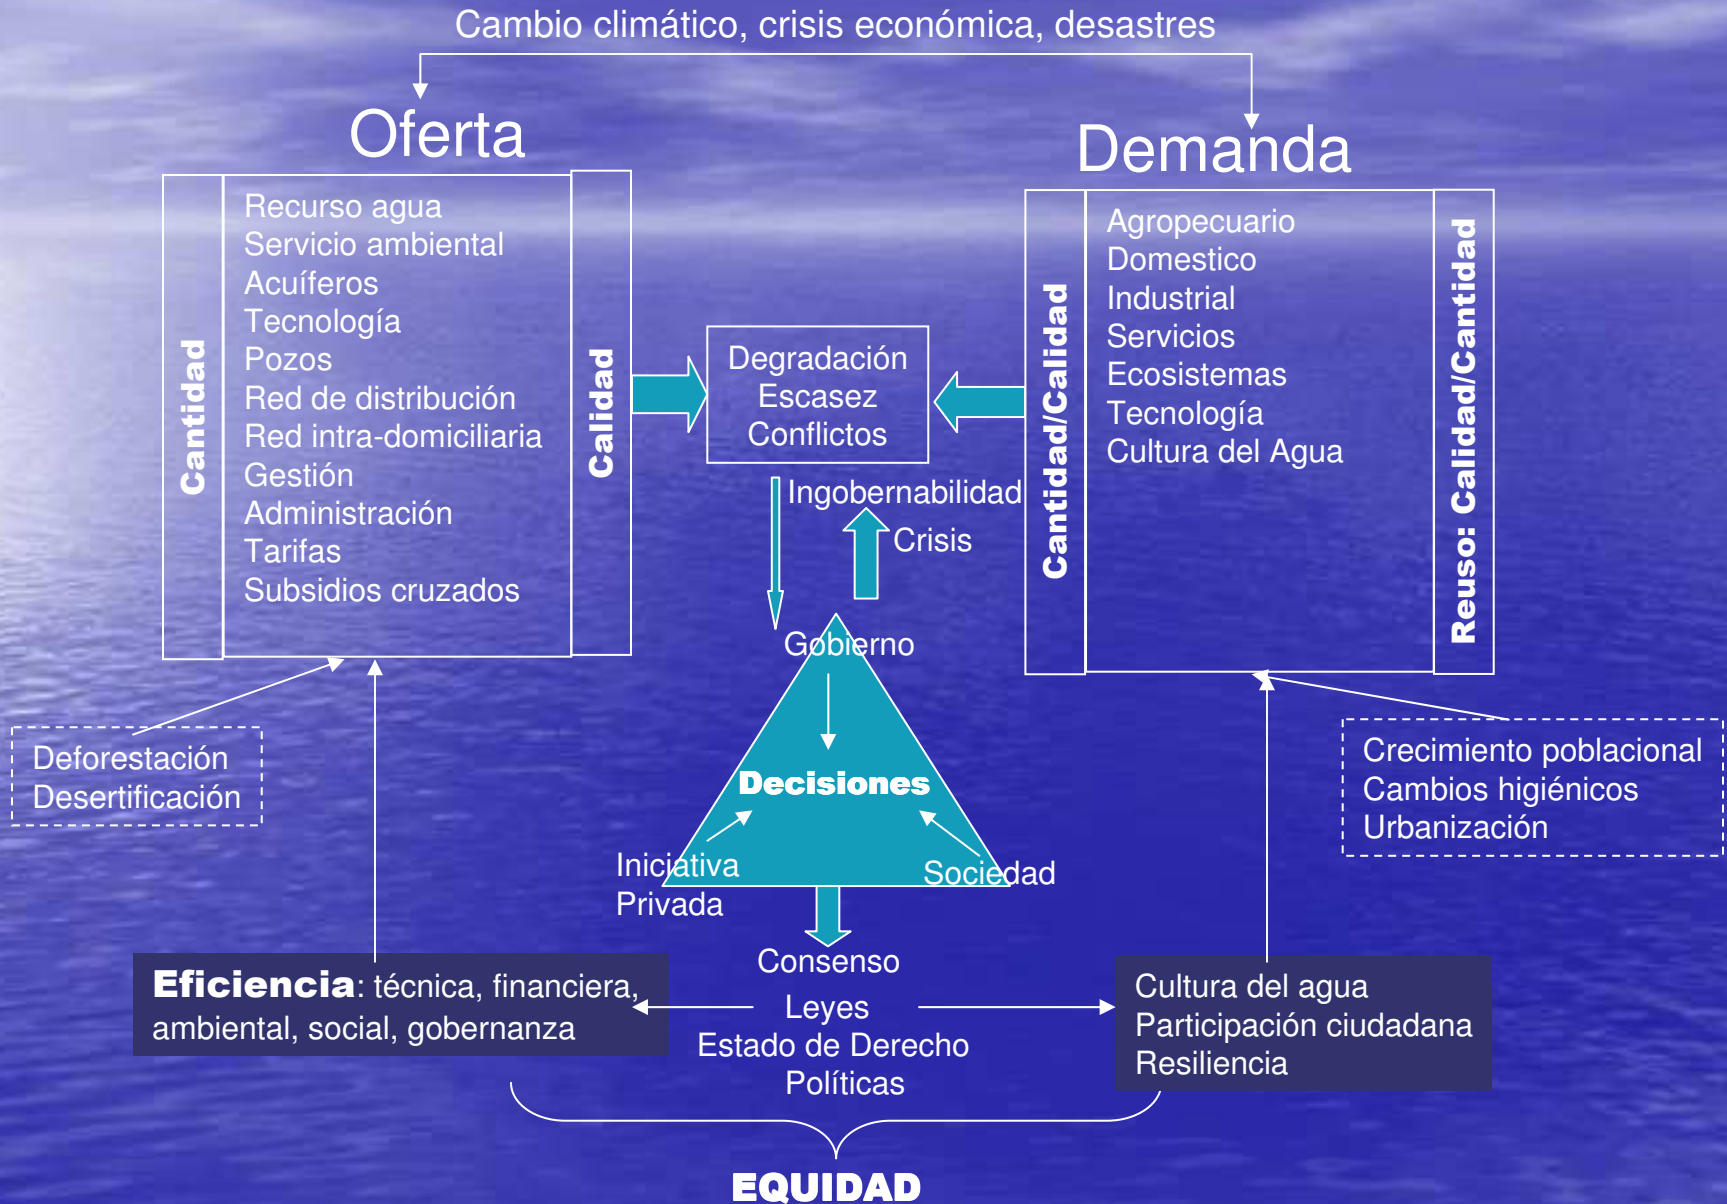 Cambio climático, crisis económica, desastres
Oferta
Cantidad
Recurso agua
Servicio ambiental
Acuíferos
Tecnología
Pozos
Red de distribución
Red intra-domiciliaria
Gestión
Administración
Tarifas
Subsidios cruzados
Calidad
Demanda
Cantidad/Calidad
Agropecuario
Domestico
Industrial
Servicios
Ecosistemas
Tecnología
Cultura del Agua
Reuso: Calidad/Cantidad
Degradación
Escasez
Conflictos
Ingobernabilidad
Crisis
Gobierno
Decisiones
Iniciativa
Privada
Sociedad
Deforestación
Desertificación
Crecimiento poblacional
Cambios higiénicos
Urbanización
Eficiencia: técnica, financiera,
ambiental, social, gobernanza
Consenso
Leyes
Estado de Derecho
Políticas
Cultura del agua
Participación ciudadana
Resiliencia
EQUIDAD